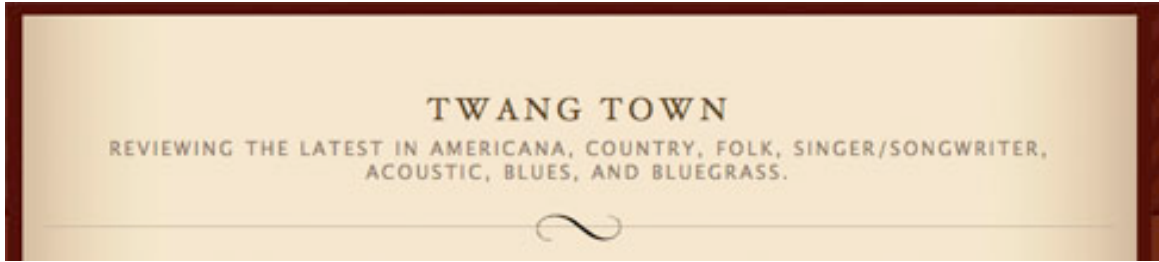 TWANG TOWN
REVIEWING THE LATEST IN AMERICANA, COUNTRY, FOLK, SINGER/SONGWRITER,
ACOUSTIC, BLUES, AND BLUEGRASS.